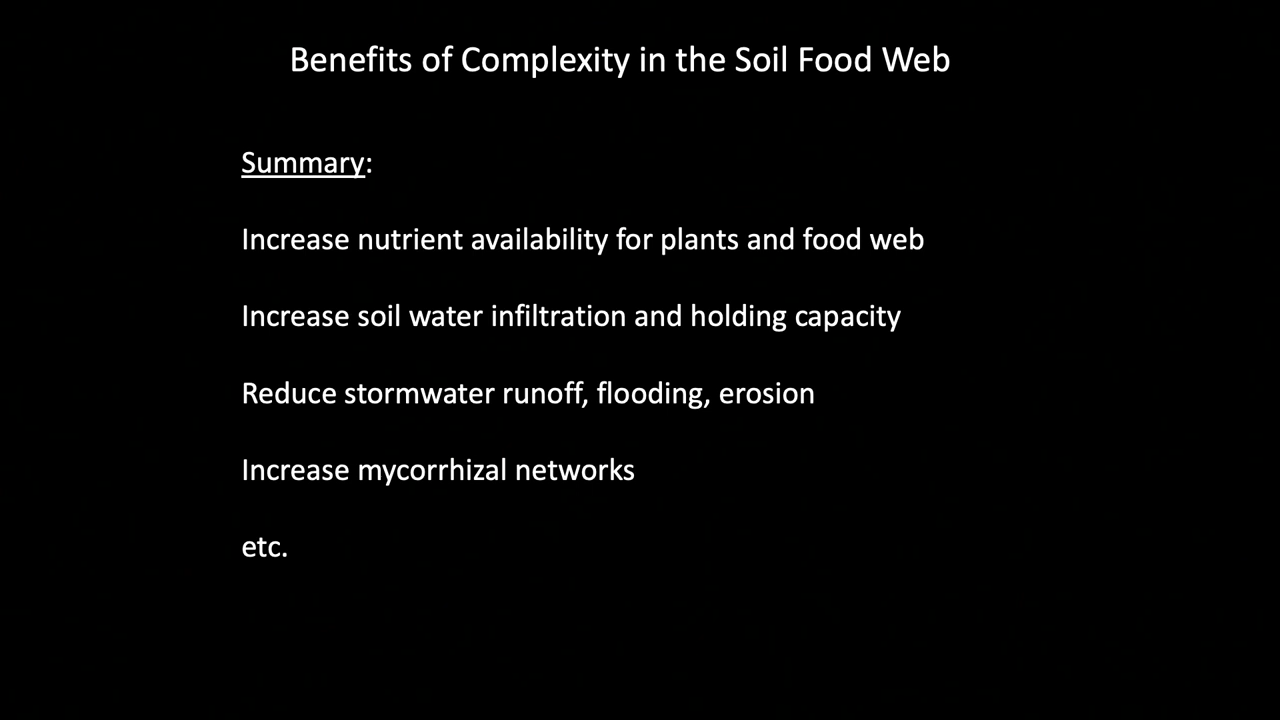 Benefits of Complexity in the Soil Food Web
Summary:
Increase nutrient availability for plants and food web
Increase soil water infiltration and holding capacity
Reduce stormwater runoff, flooding, erosion
Increase mycorrhizal networks
etc.